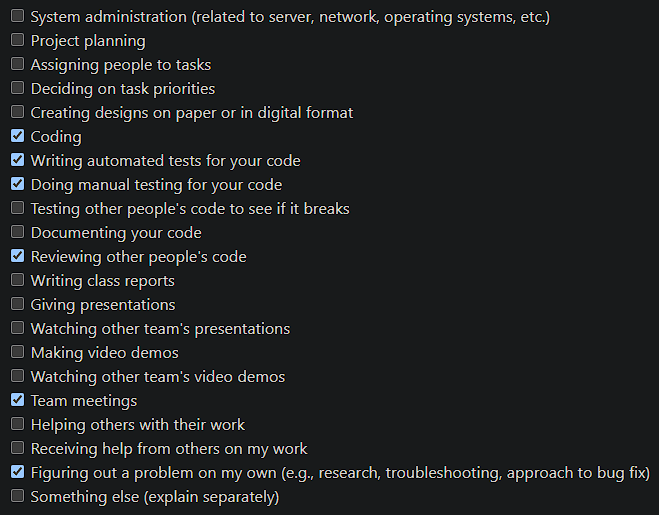 System administration (related to server, network, operating systems, etc.)
Project planning
Assigning people to tasks
Deciding on task priorities
Creating designs on paper or in digital format
Coding
Writing automated tests for your code
Doing manual testing for your code
Testing other people's code to see if it breaks
Documenting your code
Reviewing other people's code
Writing class reports
Giving presentations
Watching other team's presentations
Making video demos
Watching other team's video demos
Team meetings
Helping others with their work
Receiving help from others on my work
Figuring out a problem on my own (e.g., research, troubleshooting, approach to bug fix)
Something else (explain separately)